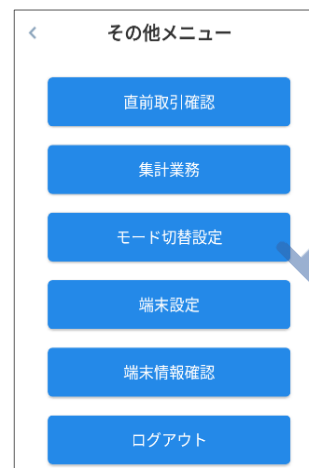 その他メニュー
直前取引確認
集計業務
モード切替設定
端末設定
端末情報確認
ログアウト